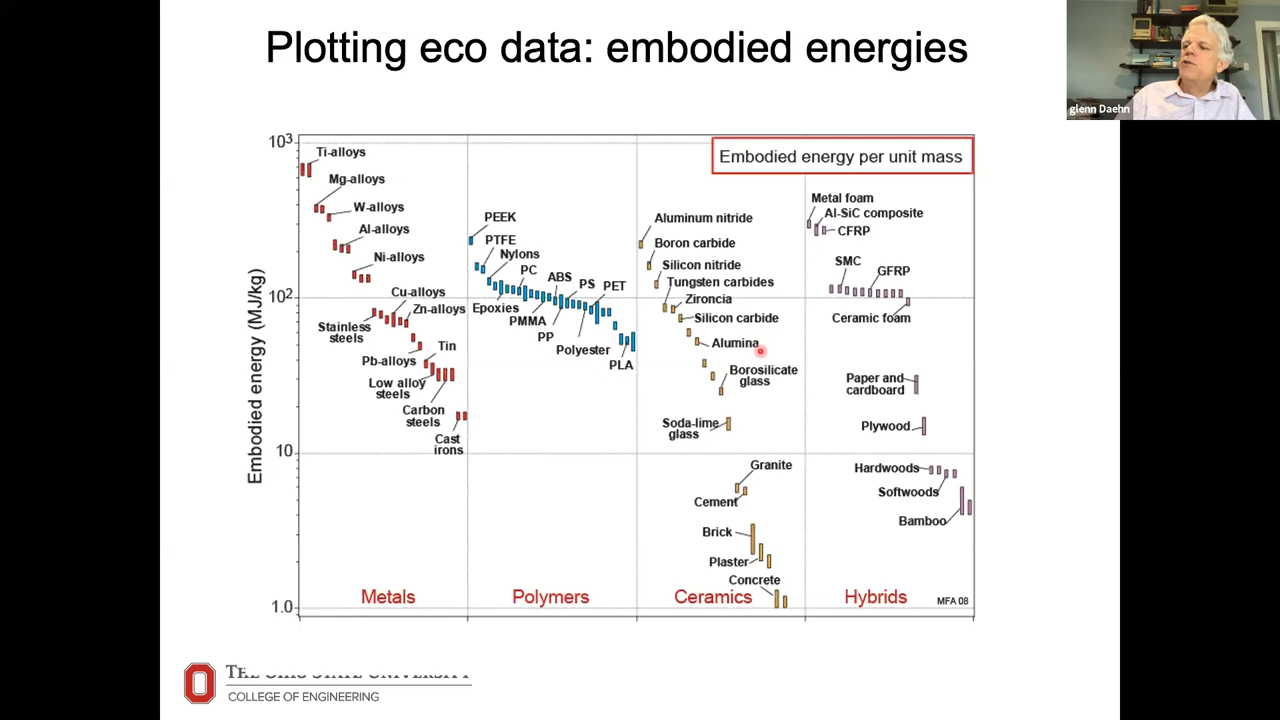 Plotting eco data: embodied energies
glenn Daehn
Embodied energy per unit mass
Embodied energy (MJ/kg)
10³
10²
10
1.0
Ti-alloys
Mg-alloys
W-alloys
Al-alloys
Ni-alloys
Cu-alloys
Zn-alloys
Stainless
steels
Tin
Pb-alloys
Low alloy
steels
Carbon
steels
Cast
irons
Metals
PEEK
PTFE
Nylons
PC
ABS
PS
PET
Epoxies
PMMA
PP
Polyester
PLA
Polymers
Aluminum nitride
Boron carbide
Silicon nitride
Tungsten carbides
Zironcia
Silicon carbide
Alumina
Borosilicate
glass
Soda-lime
glass
Granite
Cement
Brick
Plaster
Concrete
Ceramics
Metal foam
Al-SiC composite
CFRP
SMC
GFRP
Ceramic foam
Paper and
cardboard
Plywood
Hardwoods
Softwoods
Bamboo
Hybrids
MFA 08
THE OHIO STATE UNIVERSITY
COLLEGE OF ENGINEERING